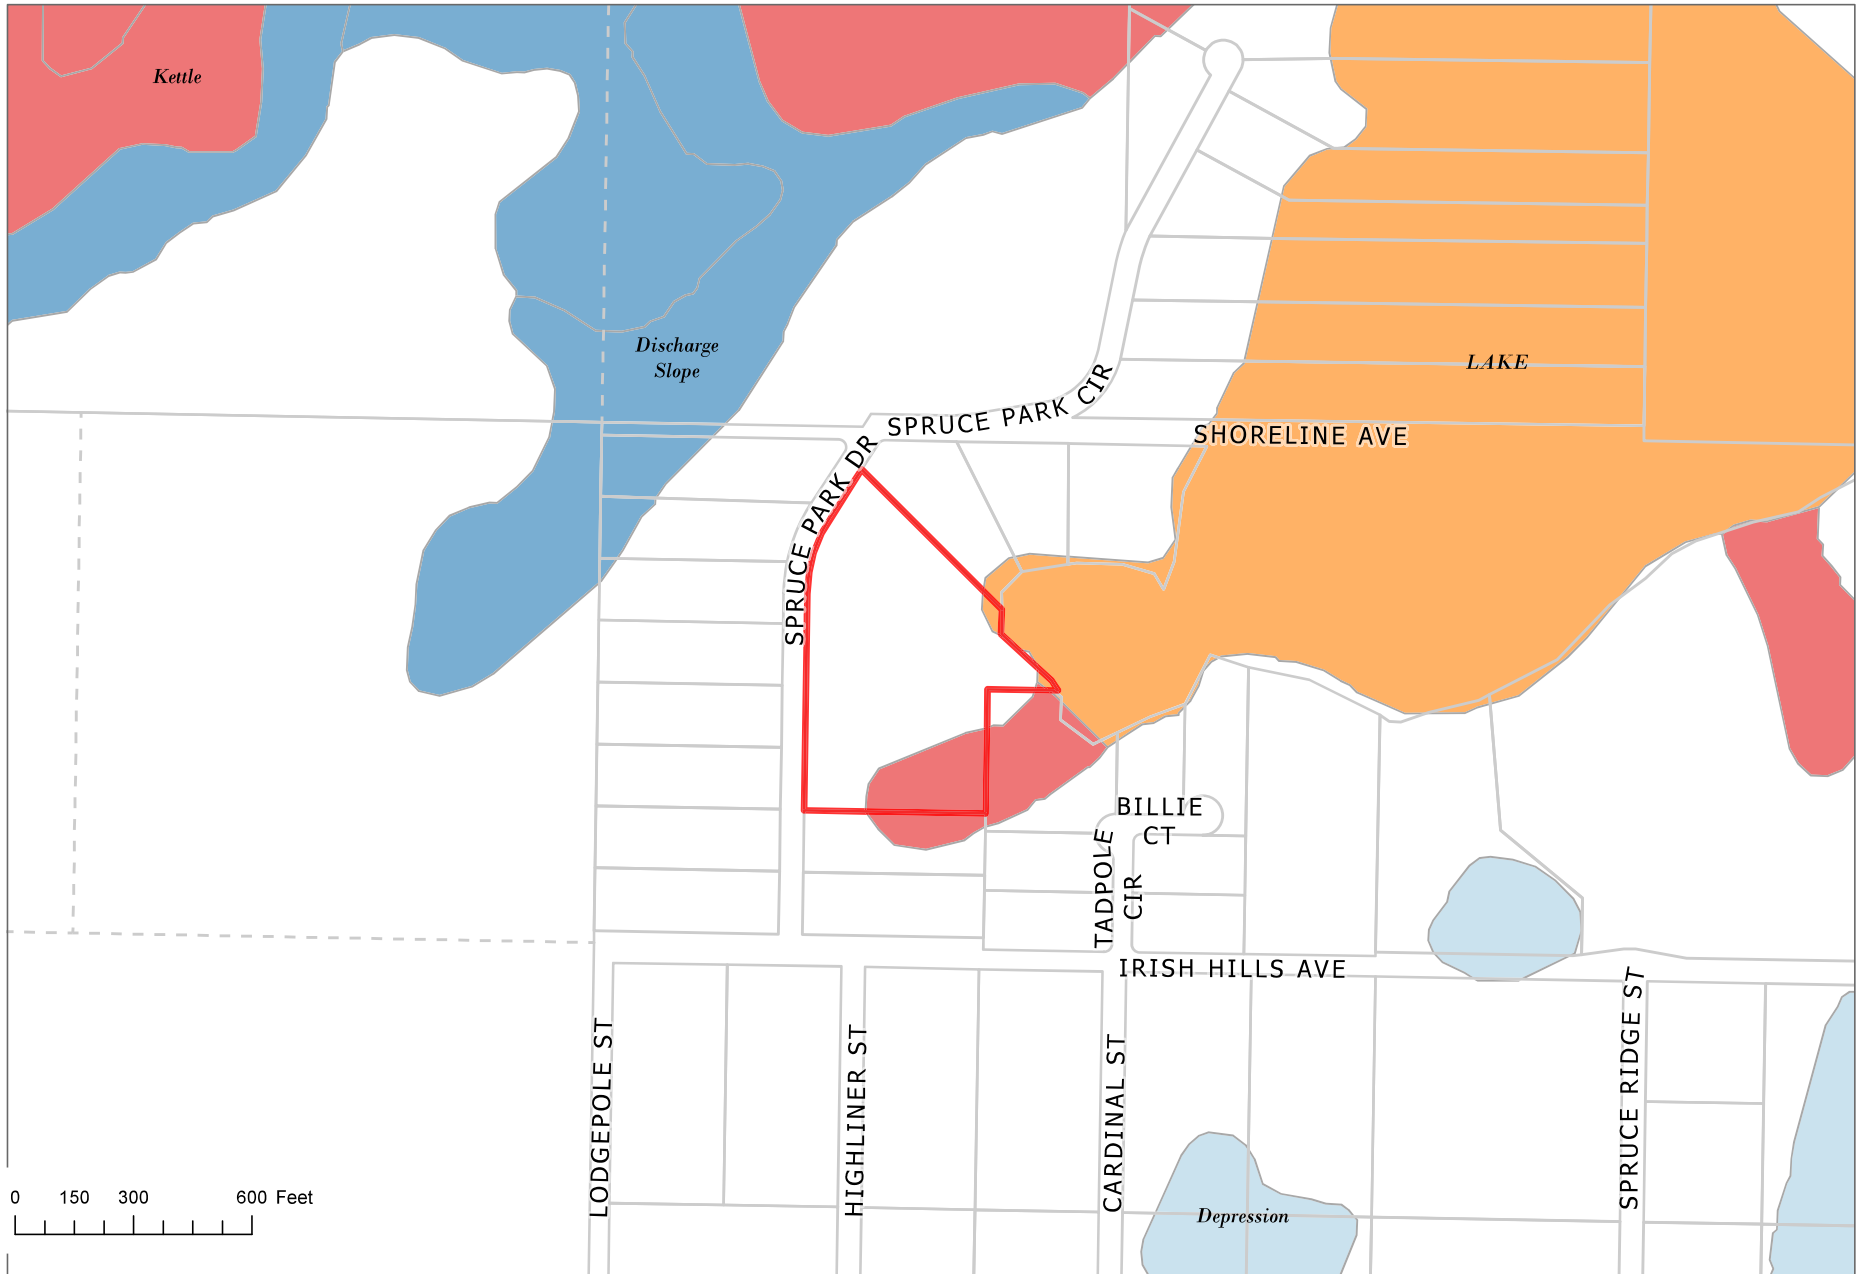 Kettle
Discharge
Slope
LAKE
SPRUCE PARK CIR
SHORELINE AVE
SPRUCE PARK DR
BILLIE
CT
TADPOLE
CIR
IRISH HILLS AVE
LODGEPOLE ST
HIGHLINER ST
CARDINAL ST
SPRUCE RIDGE ST
0 150 300 600 Feet
Depression